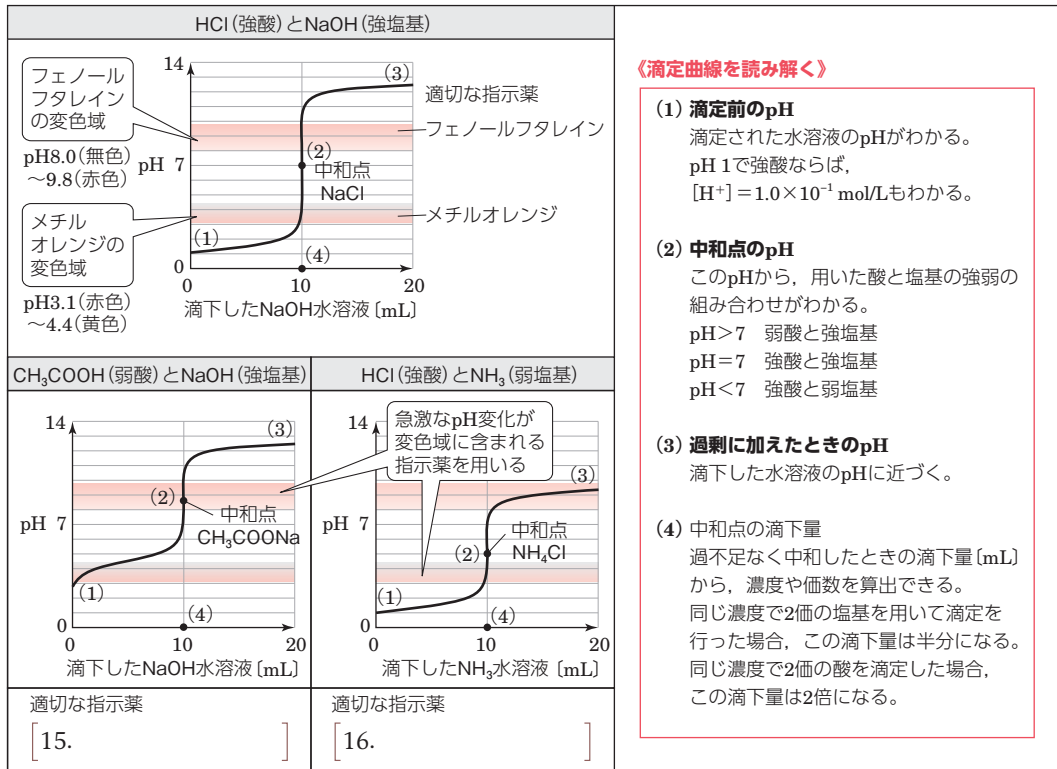 HCl(強酸)とNaOH(強塩基)
フェノール
フタレイン
の変色域
pH8.0(無色)
～9.8(赤色)
メチル
オレンジの
変色域
pH3.1(赤色)
～4.4(黄色)
14
pH 7
0
(1)
(2)
中和点
NaCl
(3)
(4)
0
10
20
滴下したNaOH水溶液〔mL〕
適切な指示薬
フェノールフタレイン
メチルオレンジ
CH₃COOH(弱酸)とNaOH(強塩基)
14
pH 7
0
(1)
(2)
中和点
CH₃COONa
(3)
(4)
0
10
20
滴下したNaOH水溶液〔mL〕
適切な指示薬
15.
HCl(強酸)とNH₃(弱塩基)
急激なpH変化が
変色域に含まれる
指示薬を用いる
14
pH 7
0
(1)
(2)
中和点
NH₄Cl
(3)
(4)
0
10
20
滴下したNH₃水溶液〔mL〕
適切な指示薬
16.
《滴定曲線を読み解く》
(1) 滴定前のpH
滴定された水溶液のpHがわかる。
pH 1で強酸ならば，
[H⁺]＝1.0×10⁻¹ mol/Lもわかる。
(2) 中和点のpH
このpHから，用いた酸と塩基の強弱の
組み合わせがわかる。
pH＞7 弱酸と強塩基
pH＝7 強酸と強塩基
pH＜7 強酸と弱塩基
(3) 過剰に加えたときのpH
滴下した水溶液のpHに近づく。
(4) 中和点の滴下量
過不足なく中和したときの滴下量〔mL〕
から，濃度や価数を算出できる。
同じ濃度で2価の塩基を用いて滴定を
行った場合，この滴下量は半分になる。
同じ濃度で2価の酸を滴定した場合，
この滴下量は2倍になる。